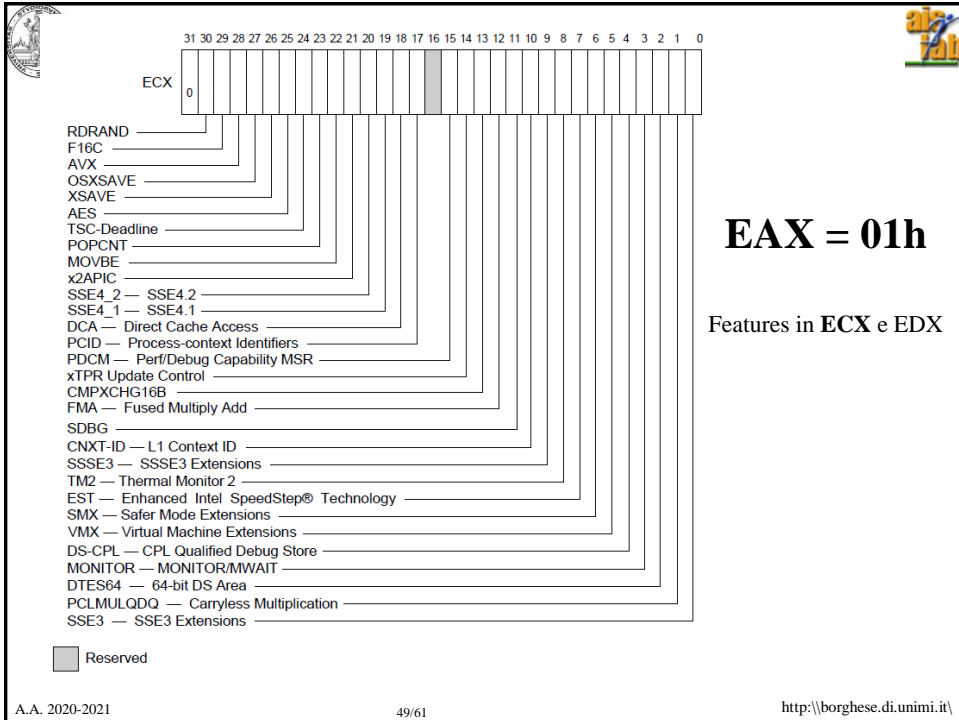 31 30 29 28 27 26 25 24 23 22 21 20 19 18 17 16 15 14 13 12 11 10 9 8 7 6 5 4 3 2 1 0
ECX
0
RDRAND
F16C
AVX
OSXSAVE
XSAVE
AES
TSC-Deadline
POPCNT
MOVBE
x2APIC
SSE4_2 — SSE4.2
SSE4_1 — SSE4.1
DCA — Direct Cache Access
PCID — Process-context Identifiers
PDCM — Perf/Debug Capability MSR
xTPR Update Control
CMPXCHG16B
FMA — Fused Multiply Add
SDBG
CNXT-ID — L1 Context ID
SSSE3 — SSSE3 Extensions
TM2 — Thermal Monitor 2
EST — Enhanced Intel SpeedStep® Technology
SMX — Safer Mode Extensions
VMX — Virtual Machine Extensions
DS-CPL — CPL Qualified Debug Store
MONITOR — MONITOR/MWAIT
DTES64 — 64-bit DS Area
PCLMULQDQ — Carryless Multiplication
SSE3 — SSE3 Extensions
Reserved
EAX = 01h
Features in ECX e EDX
A.A. 2020-2021
49/61
http:\\borghese.di.unimi.it\